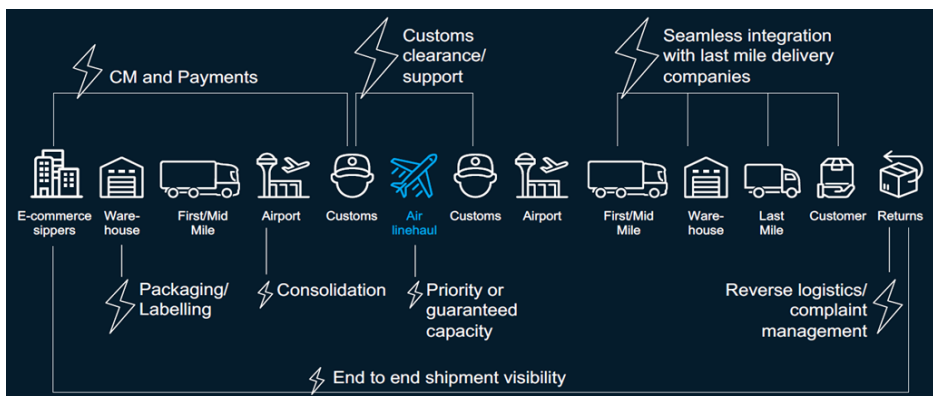 CM and Payments
Customs
clearance/
support
Seamless integration
with last mile delivery
companies
E-commerce
sippers
Ware-
house
First/Mid
Mile
Airport
Customs
Air
linehaul
Customs
Airport
First/Mid
Mile
Ware-
house
Last
Mile
Customer
Returns
Packaging/
Labelling
Consolidation
Priority or
guaranteed
capacity
Reverse logistics/
complaint
management
End to end shipment visibility